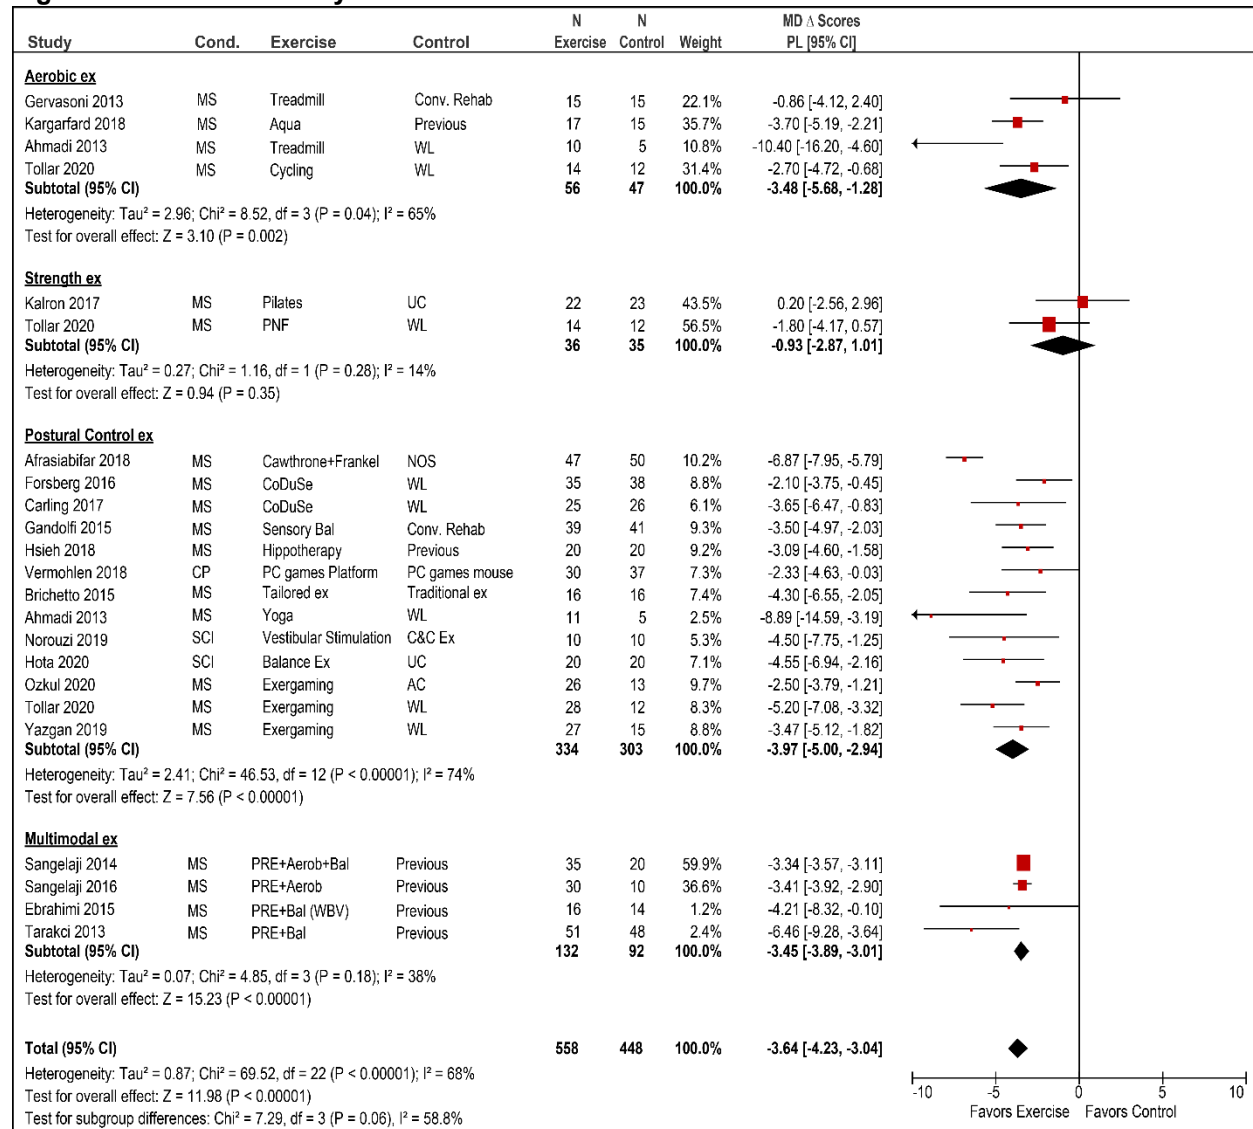 N N MD Δ Scores
Study Cond. Exercise Control Exercise Control Weight PL [95% CI]
Aerobic ex
Gervasoni 2013 MS Treadmill Conv. Rehab 15 15 22.1% -0.86 [-4.12, 2.40]
Kargarfard 2018 MS Aqua Previous 17 15 35.7% -3.70 [-5.19, -2.21]
Ahmadi 2013 MS Treadmill WL 10 5 10.8% -10.40 [-16.20, -4.60]
Tollar 2020 MS Cycling WL 14 12 31.4% -2.70 [-4.72, -0.68]
Subtotal (95% CI) 56 47 100.0% -3.48 [-5.68, -1.28]
Heterogeneity: Tau² = 2.96; Chi² = 8.52, df = 3 (P = 0.04); I² = 65%
Test for overall effect: Z = 3.10 (P = 0.002)
Strength ex
Kalron 2017 MS Pilates UC 22 23 43.5% 0.20 [-2.56, 2.96]
Tollar 2020 MS PNF WL 14 12 56.5% -1.80 [-4.17, 0.57]
Subtotal (95% CI) 36 35 100.0% -0.93 [-2.87, 1.01]
Heterogeneity: Tau² = 0.27; Chi² = 1.16, df = 1 (P = 0.28); I² = 14%
Test for overall effect: Z = 0.94 (P = 0.35)
Postural Control ex
Afrasiabifar 2018 MS Cawthrone+Frankel NOS 47 50 10.2% -6.87 [-7.95, -5.79]
Forsberg 2016 MS CoDuSe WL 35 38 8.8% -2.10 [-3.75, -0.45]
Carling 2017 MS CoDuSe WL 25 26 6.1% -3.65 [-6.47, -0.83]
Gandolfi 2015 MS Sensory Bal Conv. Rehab 39 41 9.3% -3.50 [-4.97, -2.03]
Hsieh 2018 MS Hippotherapy Previous 20 20 9.2% -3.09 [-4.60, -1.58]
Vermohlen 2018 CP PC games Platform PC games mouse 30 37 7.3% -2.33 [-4.63, -0.03]
Brichetto 2015 MS Tailored ex Traditional ex 16 16 7.4% -4.30 [-6.55, -2.05]
Ahmadi 2013 MS Yoga WL 11 5 2.5% -8.89 [-14.59, -3.19]
Norouzi 2019 SCI Vestibular Stimulation C&C Ex 10 10 5.3% -4.50 [-7.75, -1.25]
Hota 2020 SCI Balance Ex UC 20 20 7.1% -4.55 [-6.94, -2.16]
Ozkul 2020 MS Exergaming AC 26 13 9.7% -2.50 [-3.79, -1.21]
Tollar 2020 MS Exergaming WL 28 12 8.3% -5.20 [-7.08, -3.32]
Yazgan 2019 MS Exergaming WL 27 15 8.8% -3.47 [-5.12, -1.82]
Subtotal (95% CI) 334 303 100.0% -3.97 [-5.00, -2.94]
Heterogeneity: Tau² = 2.41; Chi² = 46.53, df = 12 (P < 0.00001); I² = 74%
Test for overall effect: Z = 7.56 (P < 0.00001)
Multimodal ex
Sangelaji 2014 MS PRE+Aerob+Bal Previous 35 20 59.9% -3.34 [-3.57, -3.11]
Sangelaji 2016 MS PRE+Aerob Previous 30 10 36.6% -3.41 [-3.92, -2.90]
Ebrahimi 2015 MS PRE+Bal (WBV) Previous 16 14 1.2% -4.21 [-8.32, -0.10]
Tarakci 2013 MS PRE+Bal Previous 51 48 2.4% -6.46 [-9.28, -3.64]
Subtotal (95% CI) 132 92 100.0% -3.45 [-3.89, -3.01]
Heterogeneity: Tau² = 0.07; Chi² = 4.85, df = 3 (P = 0.18); I² = 38%
Test for overall effect: Z = 15.23 (P < 0.00001)
Total (95% CI) 558 448 100.0% -3.64 [-4.23, -3.04]
Heterogeneity: Tau² = 0.87; Chi² = 69.52, df = 22 (P < 0.00001); I² = 68%
Test for overall effect: Z = 11.98 (P < 0.00001)
Test for subgroup differences: Chi² = 7.29, df = 3 (P = 0.06), I² = 58.8%
-10 -5 0 5 10
Favors Exercise Favors Control